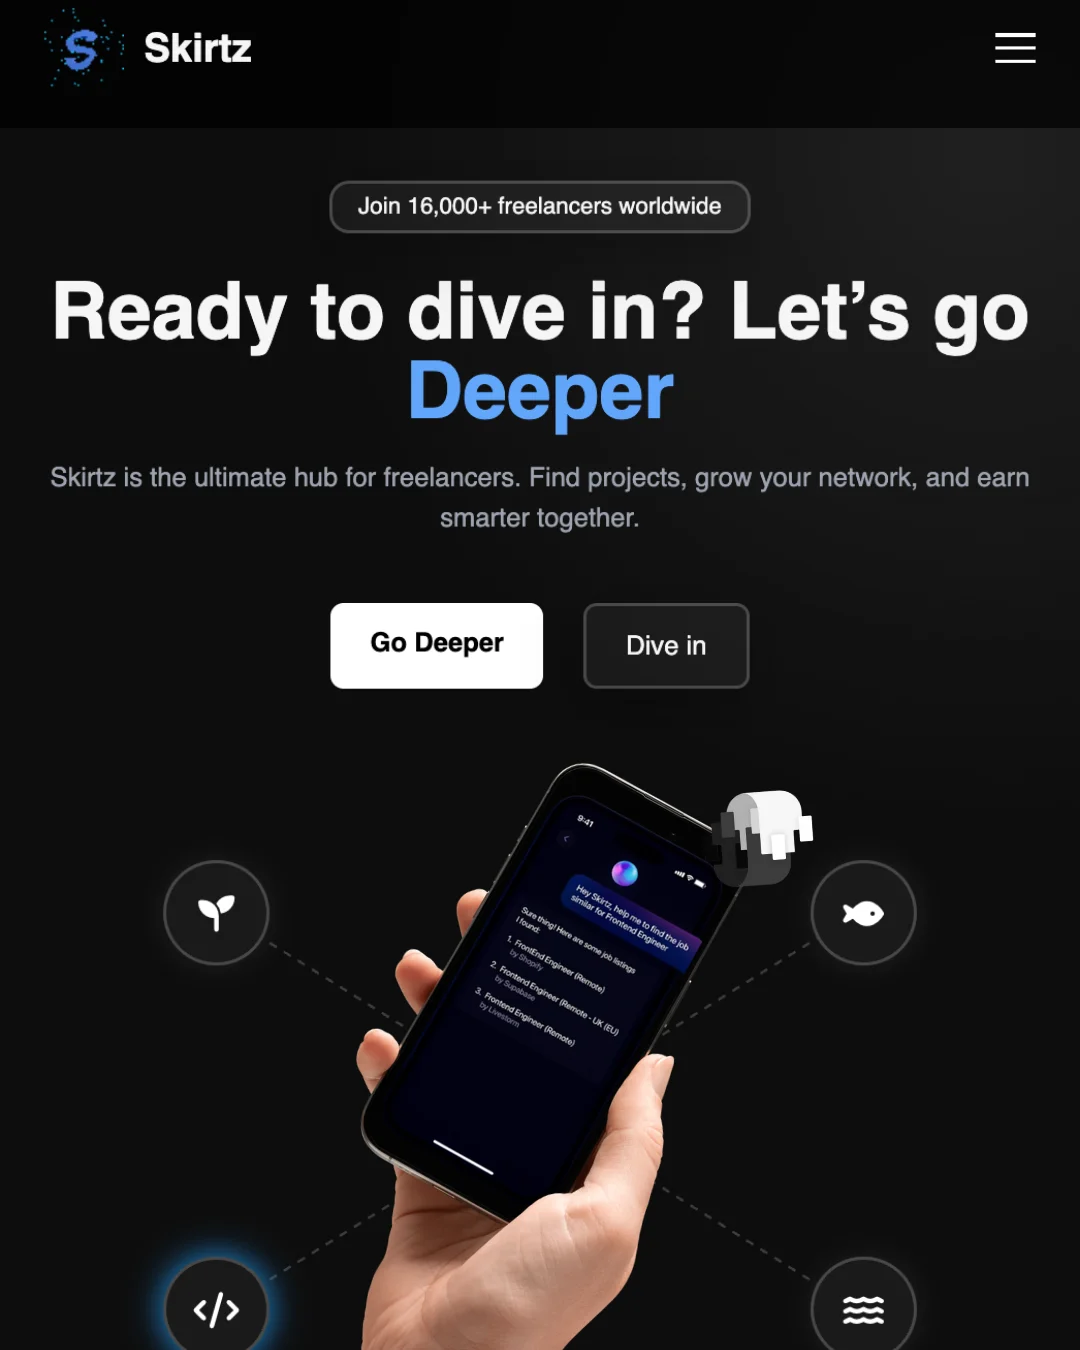 S
Skirtz
Join 16,000+ freelancers worldwide
Ready to dive in? Let’s go
Deeper
Skirtz is the ultimate hub for freelancers. Find projects, grow your network, and earn
smarter together.
Go Deeper
Dive in
9:41
Hey Skirtz, help me to find the job
similar for Frontend Engineer
Sure thing! Here are some job listings
I found:
1. FrontEnd Engineer (Remote)
by Shopify
2. Frontend Engineer (Remote - UK (EU)
by Supabase
3. Frontend Engineer (Remote)
by Livestorm